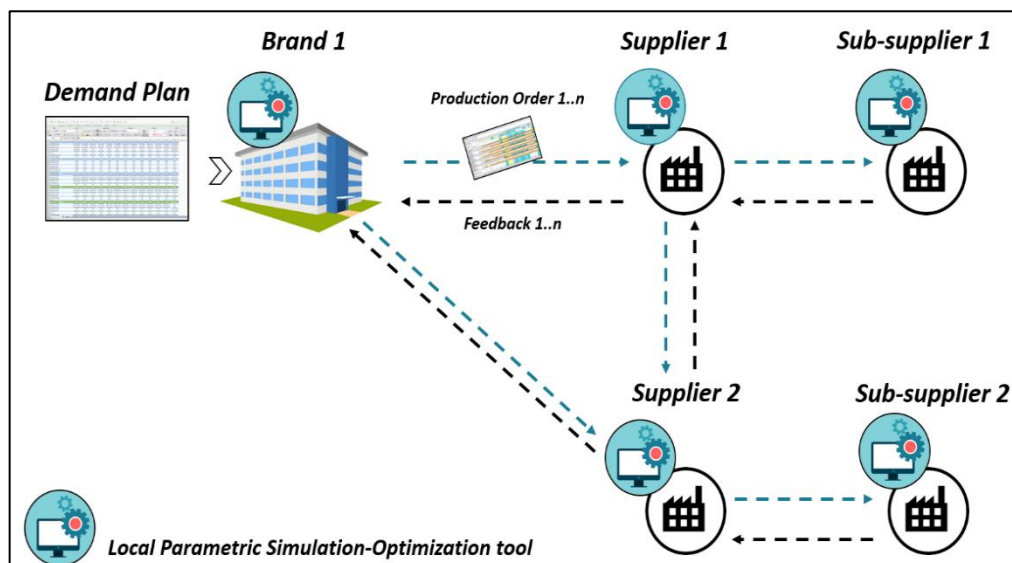 Brand 1
Supplier 1
Sub-supplier 1
Demand Plan
Production Order 1..n
Feedback 1..n
Supplier 2
Sub-supplier 2
Local Parametric Simulation-Optimization tool